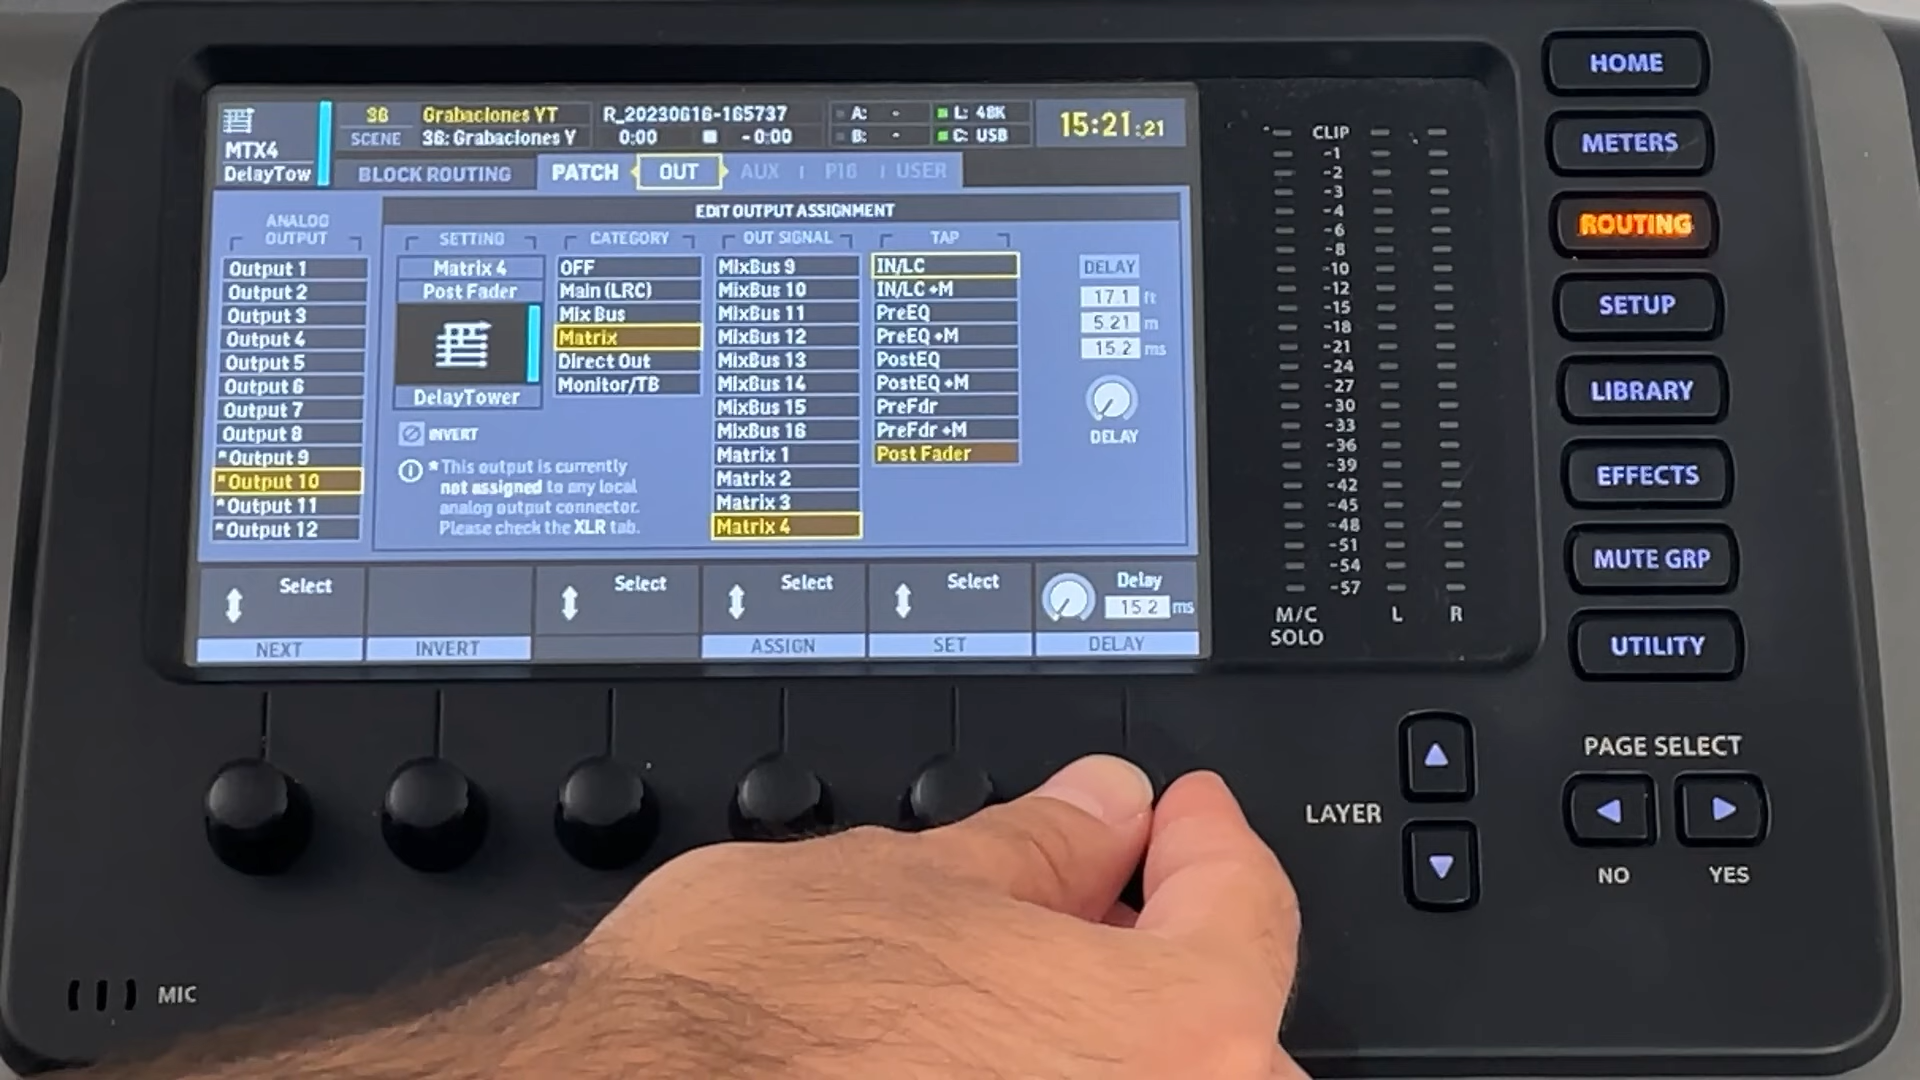 MTX4
DelayTow
36
SCENE
Grabaciones YT
36: Grabaciones Y
R_20230616-165737
0:00 -0:00
A: -
B: -
L: 48K
C: USB
15:21:21
BLOCK ROUTING
PATCH
OUT
AUX
P16
USER
ANALOG
OUTPUT
Output 1
Output 2
Output 3
Output 4
Output 5
Output 6
Output 7
Output 8
*Output 9
*Output 10
*Output 11
*Output 12
EDIT OUTPUT ASSIGNMENT
SETTING
Matrix 4
Post Fader
DelayTower
INVERT
*This output is currently
not assigned to any local
analog output connector.
Please check the XLR tab.
CATEGORY
OFF
Main (LRC)
Mix Bus
Matrix
Direct Out
Monitor/TB
OUT SIGNAL
MixBus 9
MixBus 10
MixBus 11
MixBus 12
MixBus 13
MixBus 14
MixBus 15
MixBus 16
Matrix 1
Matrix 2
Matrix 3
Matrix 4
TAP
IN/LC
IN/LC +M
PreEQ
PreEQ +M
PostEQ
PostEQ +M
PreFdr
PreFdr +M
Post Fader
DELAY
17.1 ft
5.21 m
15.2 ms
DELAY
Select
NEXT
INVERT
Select
Select
ASSIGN
Select
SET
Delay
15.2 ms
DELAY
CLIP
-1
-2
-3
-4
-6
-8
-10
-12
-15
-18
-21
-24
-27
-30
-33
-36
-39
-42
-45
-48
-51
-54
-57
M/C
SOLO
L
R
HOME
METERS
ROUTING
SETUP
LIBRARY
EFFECTS
MUTE GRP
UTILITY
LAYER
PAGE SELECT
NO
YES
MIC